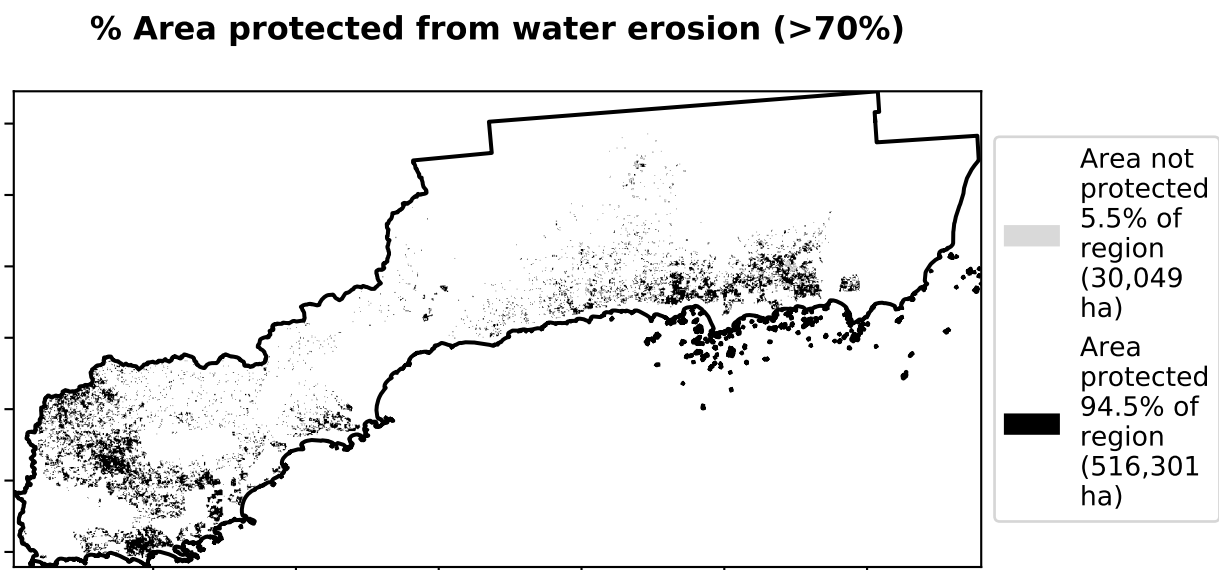 % Area protected from water erosion (>70%)
Area not
protected
5.5% of
region
(30,049
ha)
Area
protected
94.5% of
region
(516,301
ha)